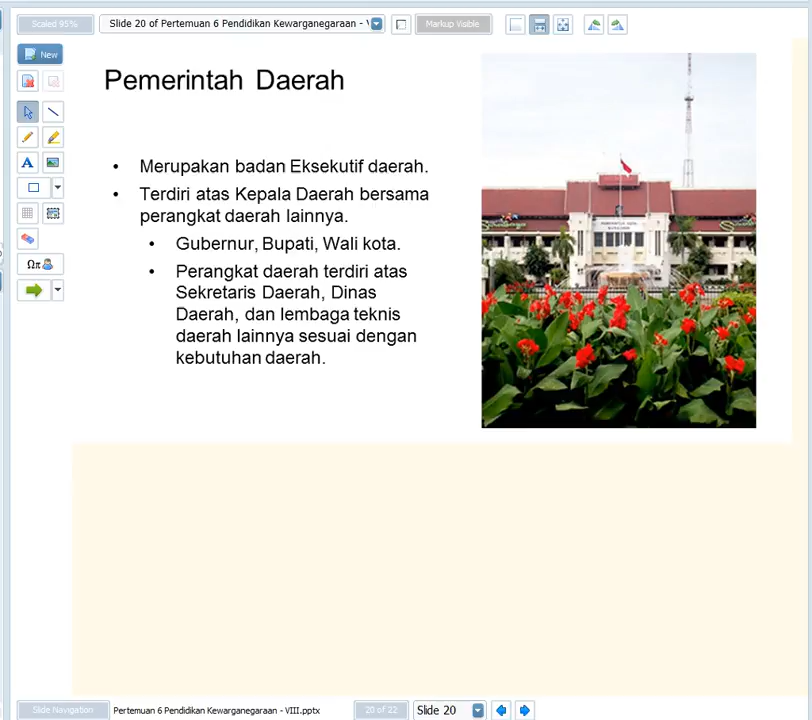 Scaled 95%
Slide 20 of Pertemuan 6 Pendidikan Kewarganegaraan - V
Markup Visible
New
Pemerintah Daerah
• Merupakan badan Eksekutif daerah.
• Terdiri atas Kepala Daerah bersama
perangkat daerah lainnya.
• Gubernur, Bupati, Wali kota.
• Perangkat daerah terdiri atas
Sekretaris Daerah, Dinas
Daerah, dan lembaga teknis
daerah lainnya sesuai dengan
kebutuhan daerah.
A
Ωπ
Slide Navigation
Pertemuan 6 Pendidikan Kewarganegaraan - VIII.pptx
20 of 22
Slide 20